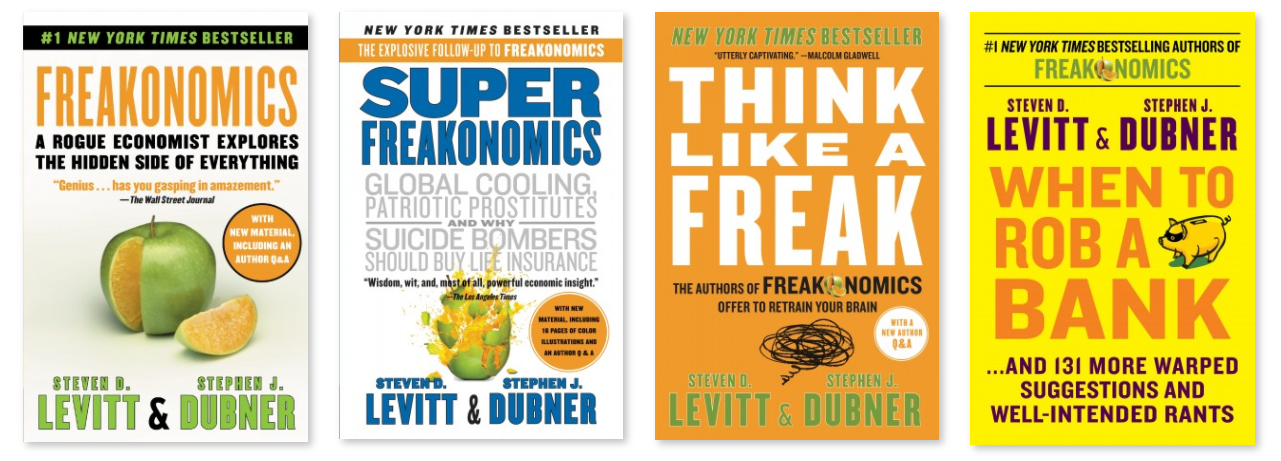 #1 NEW YORK TIMES BESTSELLER
FREAKONOMICS
A ROGUE ECONOMIST EXPLORES
THE HIDDEN SIDE OF EVERYTHING
"Genius . . . has you gasping in amazement."
—The Wall Street Journal
WITH
NEW MATERIAL,
INCLUDING AN
AUTHOR Q&A
STEVEN D. STEPHEN J.
LEVITT & DUBNER
NEW YORK TIMES BESTSELLER
THE EXPLOSIVE FOLLOW-UP TO FREAKONOMICS
SUPER
FREAKONOMICS
GLOBAL COOLING,
PATRIOTIC PROSTITUTES
AND WHY
SUICIDE BOMBERS
SHOULD BUY LIFE INSURANCE
"Wisdom, wit, and, most of all, powerful economic insight."
—The Los Angeles Times
WITH NEW
MATERIAL, INCLUDING
16 PAGES OF COLOR
ILLUSTRATIONS AND
AN AUTHOR Q & A
STEVEN D. STEPHEN J.
LEVITT & DUBNER
NEW YORK TIMES BESTSELLER
"UTTERLY CAPTIVATING." —MALCOLM GLADWELL
THINK
LIKE A
FREAK
THE AUTHORS OF FREAKONOMICS
OFFER TO RETRAIN YOUR BRAIN
WITH A
NEW AUTHOR
Q&A
STEVEN D. STEPHEN J.
LEVITT & DUBNER
#1 NEW YORK TIMES BESTSELLING AUTHORS OF
FREAKONOMICS
STEVEN D. STEPHEN J.
LEVITT & DUBNER
WHEN TO
ROB A
BANK
...AND 131 MORE WARPED
SUGGESTIONS AND
WELL-INTENDED RANTS